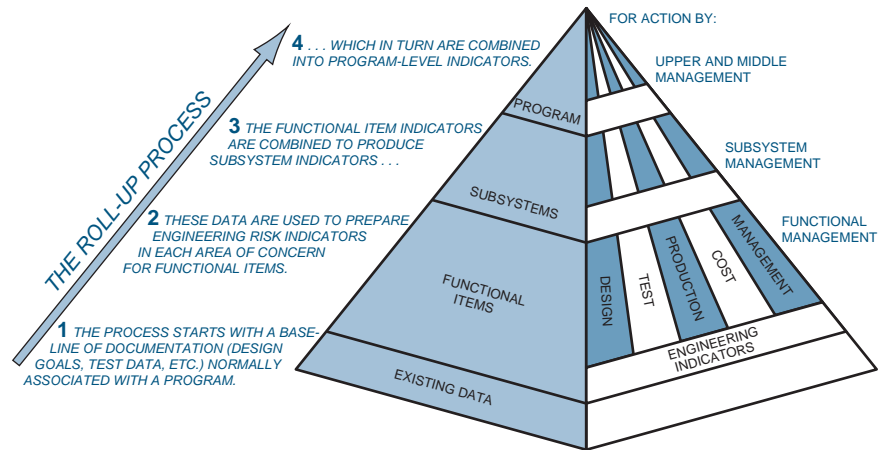 FOR ACTION BY:
4 . . . WHICH IN TURN ARE COMBINED
INTO PROGRAM-LEVEL INDICATORS.
UPPER AND MIDDLE
MANAGEMENT
PROGRAM
THE ROLL-UP PROCESS
3 THE FUNCTIONAL ITEM INDICATORS
ARE COMBINED TO PRODUCE
SUBSYSTEM INDICATORS . . .
SUBSYSTEM
MANAGEMENT
SUBSYSTEMS
2 THESE DATA ARE USED TO PREPARE
ENGINEERING RISK INDICATORS
IN EACH AREA OF CONCERN
FOR FUNCTIONAL ITEMS.
FUNCTIONAL
MANAGEMENT
FUNCTIONAL
ITEMS
DESIGN
TEST
PRODUCTION
COST
MANAGEMENT
1 THE PROCESS STARTS WITH A BASE-
LINE OF DOCUMENTATION (DESIGN
GOALS, TEST DATA, ETC.) NORMALLY
ASSOCIATED WITH A PROGRAM.
ENGINEERING
INDICATORS
EXISTING DATA